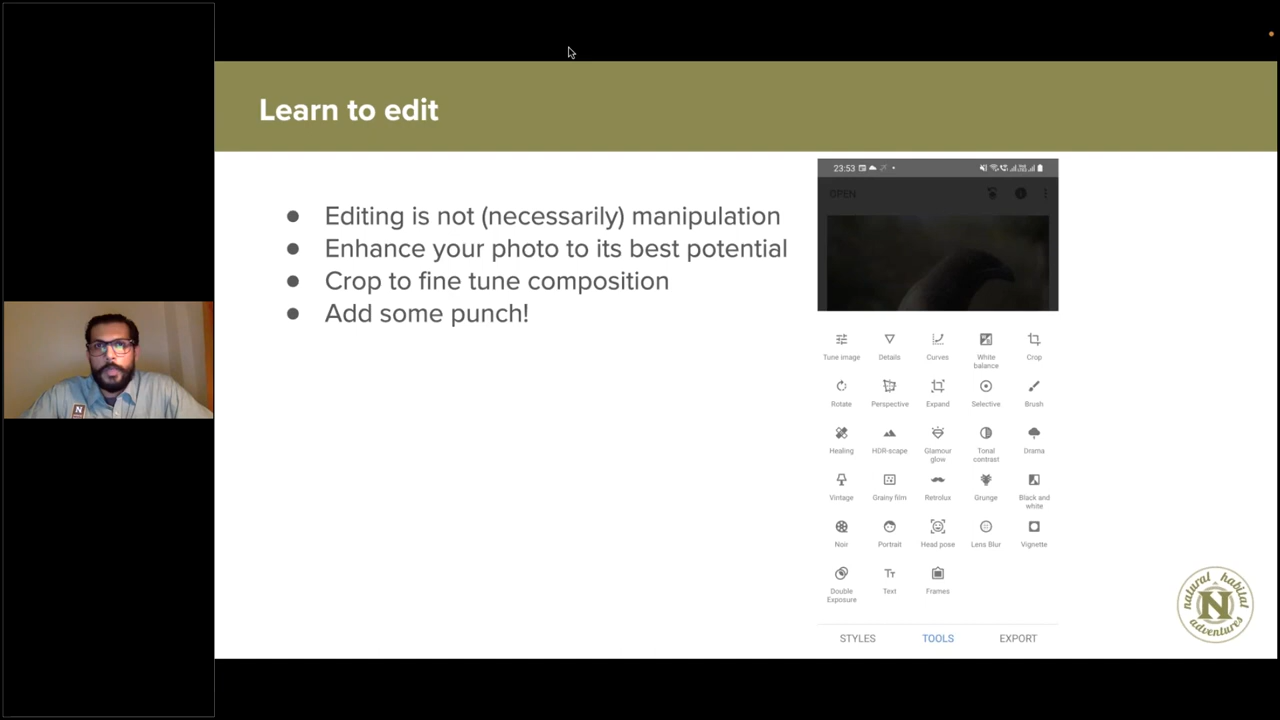 Learn to edit
● Editing is not (necessarily) manipulation
● Enhance your photo to its best potential
● Crop to fine tune composition
● Add some punch!
23:53
OPEN
Tune image Details Curves White balance Crop
Rotate Perspective Expand Selective Brush
Healing HDR-scape Glamour glow Tonal contrast Drama
Vintage Grainy film Retrolux Grunge Black and white
Noir Portrait Head pose Lens Blur Vignette
Double Exposure Text Frames
STYLES TOOLS EXPORT
natural habitat
N
adventures
N